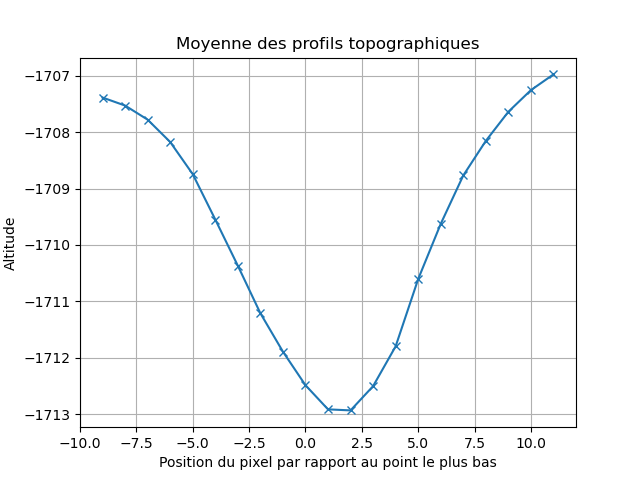 Moyenne des profils topographiques
−1707
−1708
−1709
−1710
−1711
−1712
−1713
Altitude
−10.0 −7.5 −5.0 −2.5 0.0 2.5 5.0 7.5 10.0
Position du pixel par rapport au point le plus bas